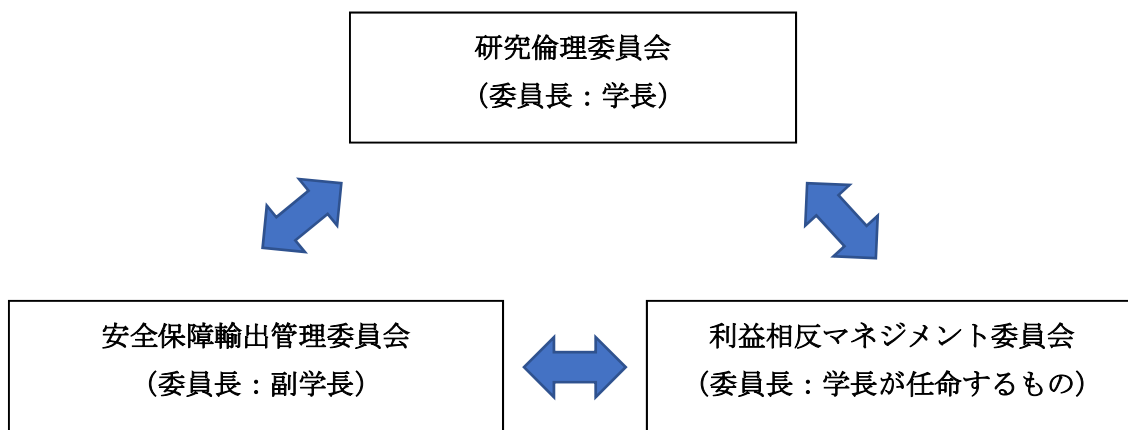 研究倫理委員会
（委員長：学長）
安全保障輸出管理委員会
（委員長：副学長）
利益相反マネジメント委員会
（委員長：学長が任命するもの）